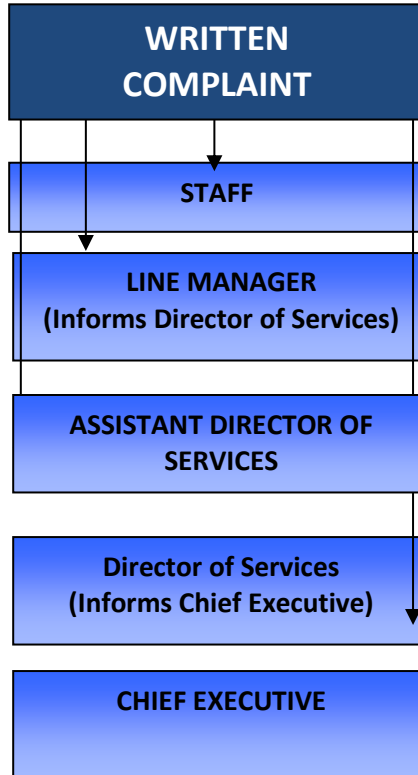 WRITTEN
COMPLAINT
STAFF
LINE MANAGER
(Informs Director of Services)
ASSISTANT DIRECTOR OF
SERVICES
Director of Services
(Informs Chief Executive)
CHIEF EXECUTIVE